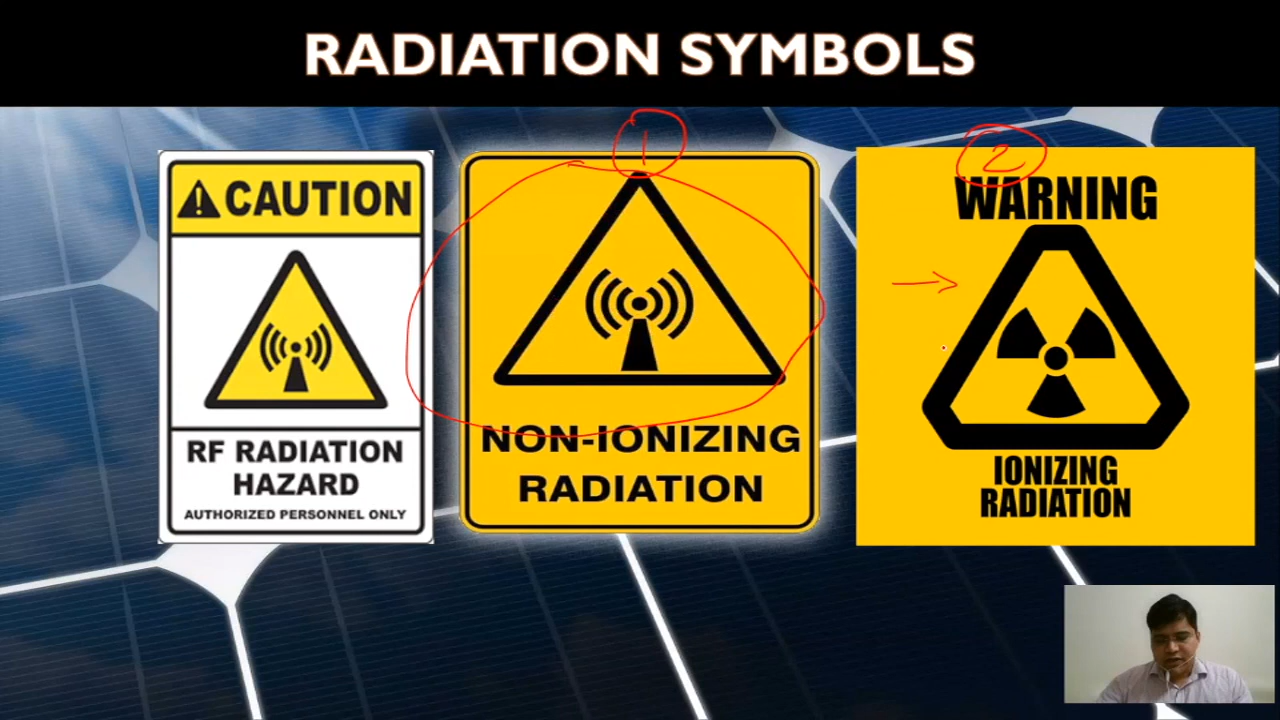 RADIATION SYMBOLS
CAUTION
RF RADIATION
HAZARD
AUTHORIZED PERSONNEL ONLY
1
NON-IONIZING
RADIATION
2
WARNING
IONIZING
RADIATION